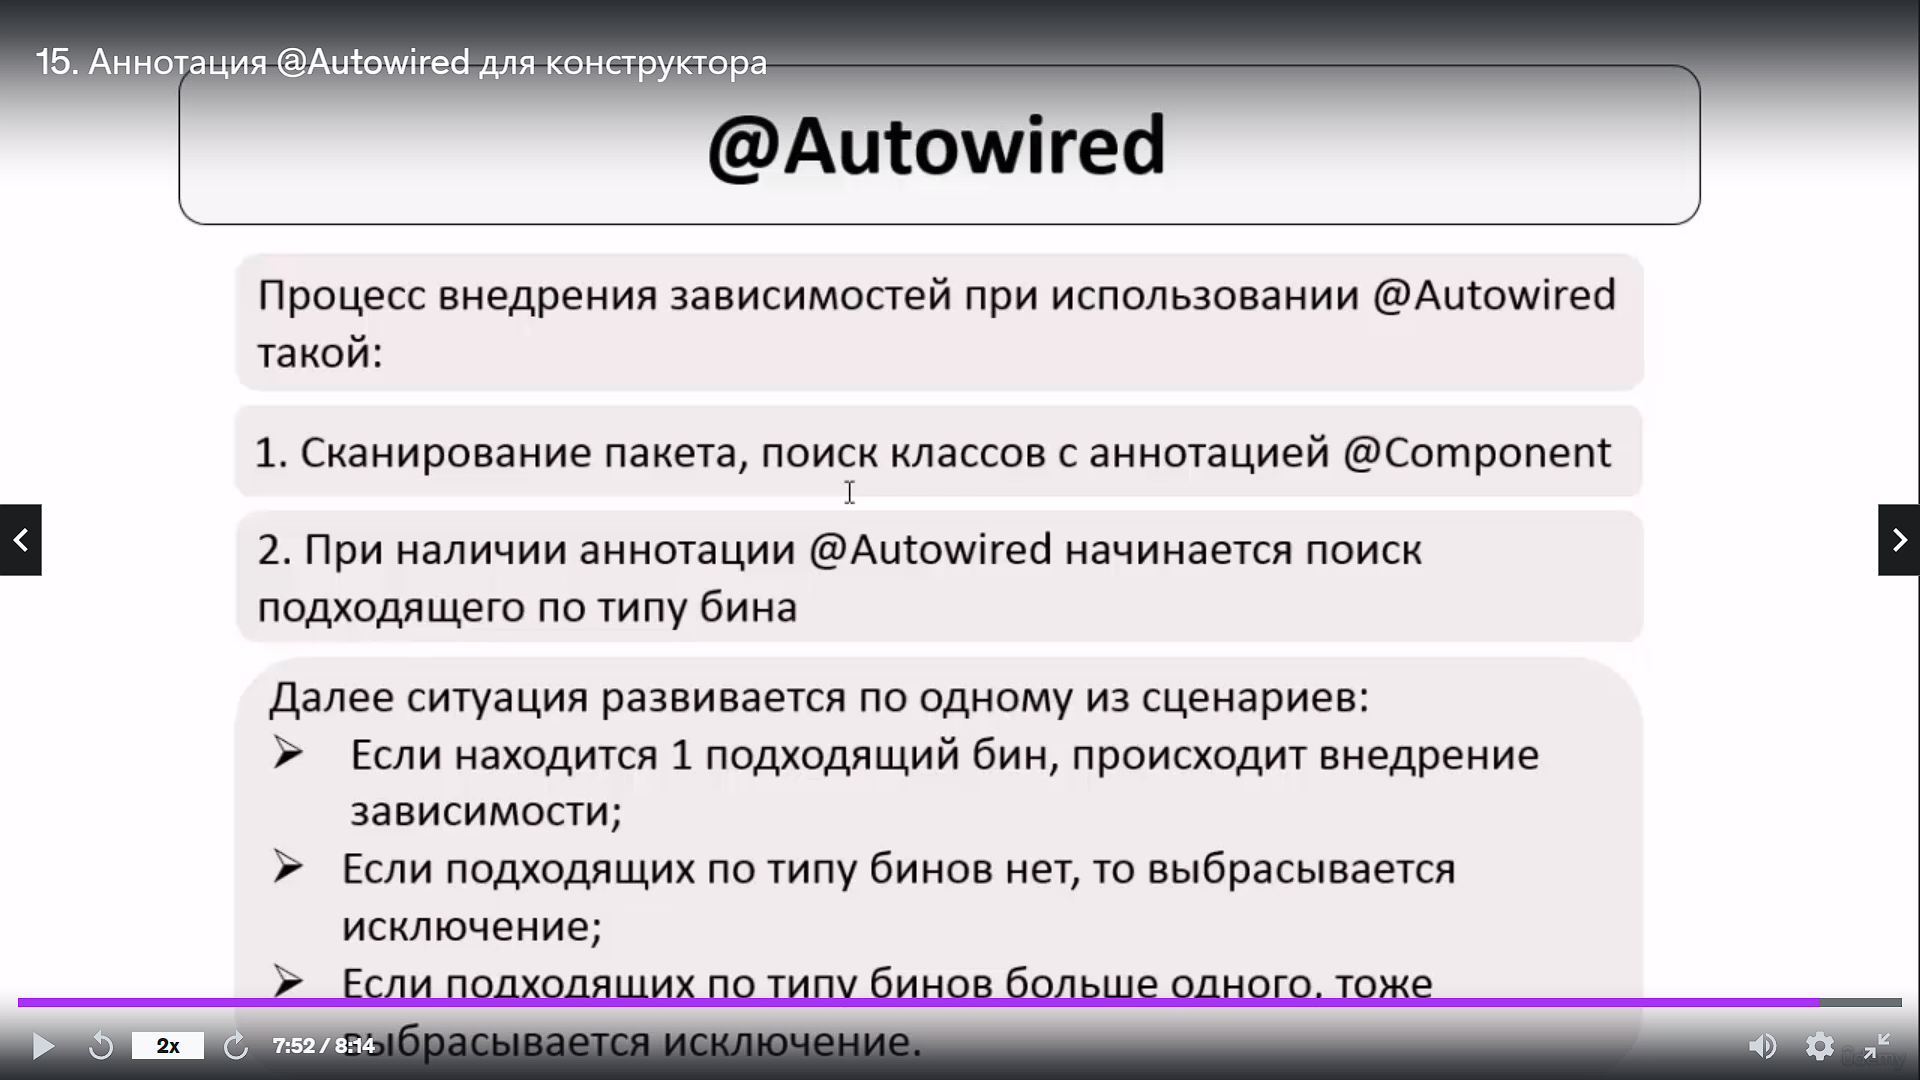 15. Аннотация @Autowired для конструктора
@Autowired
Процесс внедрения зависимостей при использовании @Autowired
такой:
1. Сканирование пакета, поиск классов с аннотацией @Component
2. При наличии аннотации @Autowired начинается поиск
подходящего по типу бина
Далее ситуация развивается по одному из сценариев:
➢ Если находится 1 подходящий бин, происходит внедрение
зависимости;
➢ Если подходящих по типу бинов нет, то выбрасывается
исключение;
➢ Если подходящих по типу бинов больше одного, тоже
выбрасывается исключение.
2x
7:52 / 8:14
ûdemy